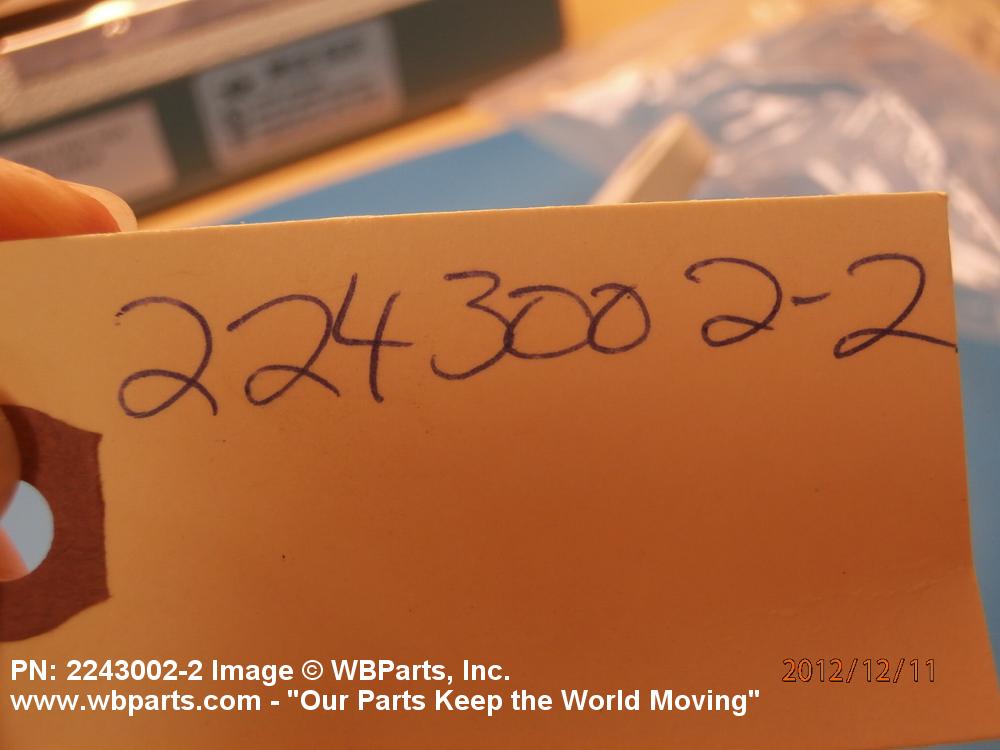 2243002-2
PN: 2243002-2 Image © WBParts, Inc.
2012/12/11
www.wbparts.com - "Our Parts Keep the World Moving"